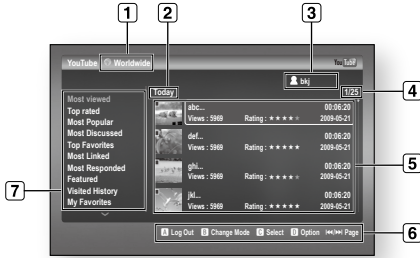 1
2
3
YouTube Worldwide
You Tube
bkj
Today
1/25
4
Most viewed
Top rated
Most Popular
Most Discussed
Top Favorites
Most Linked
Most Responded
Featured
Visited History
My Favorites
abc... 00:06:20
Views : 5969 Rating : ★★★★★ 2009-05-21
def... 00:06:20
Views : 5969 Rating : ★★★★★ 2009-05-21
ghi... 00:06:20
Views : 5969 Rating : ★★★★★ 2009-05-21
jkl... 00:06:20
Views : 5969 Rating : ★★★★★ 2009-05-21
5
7
A Log Out B Change Mode C Select D Option Page
6